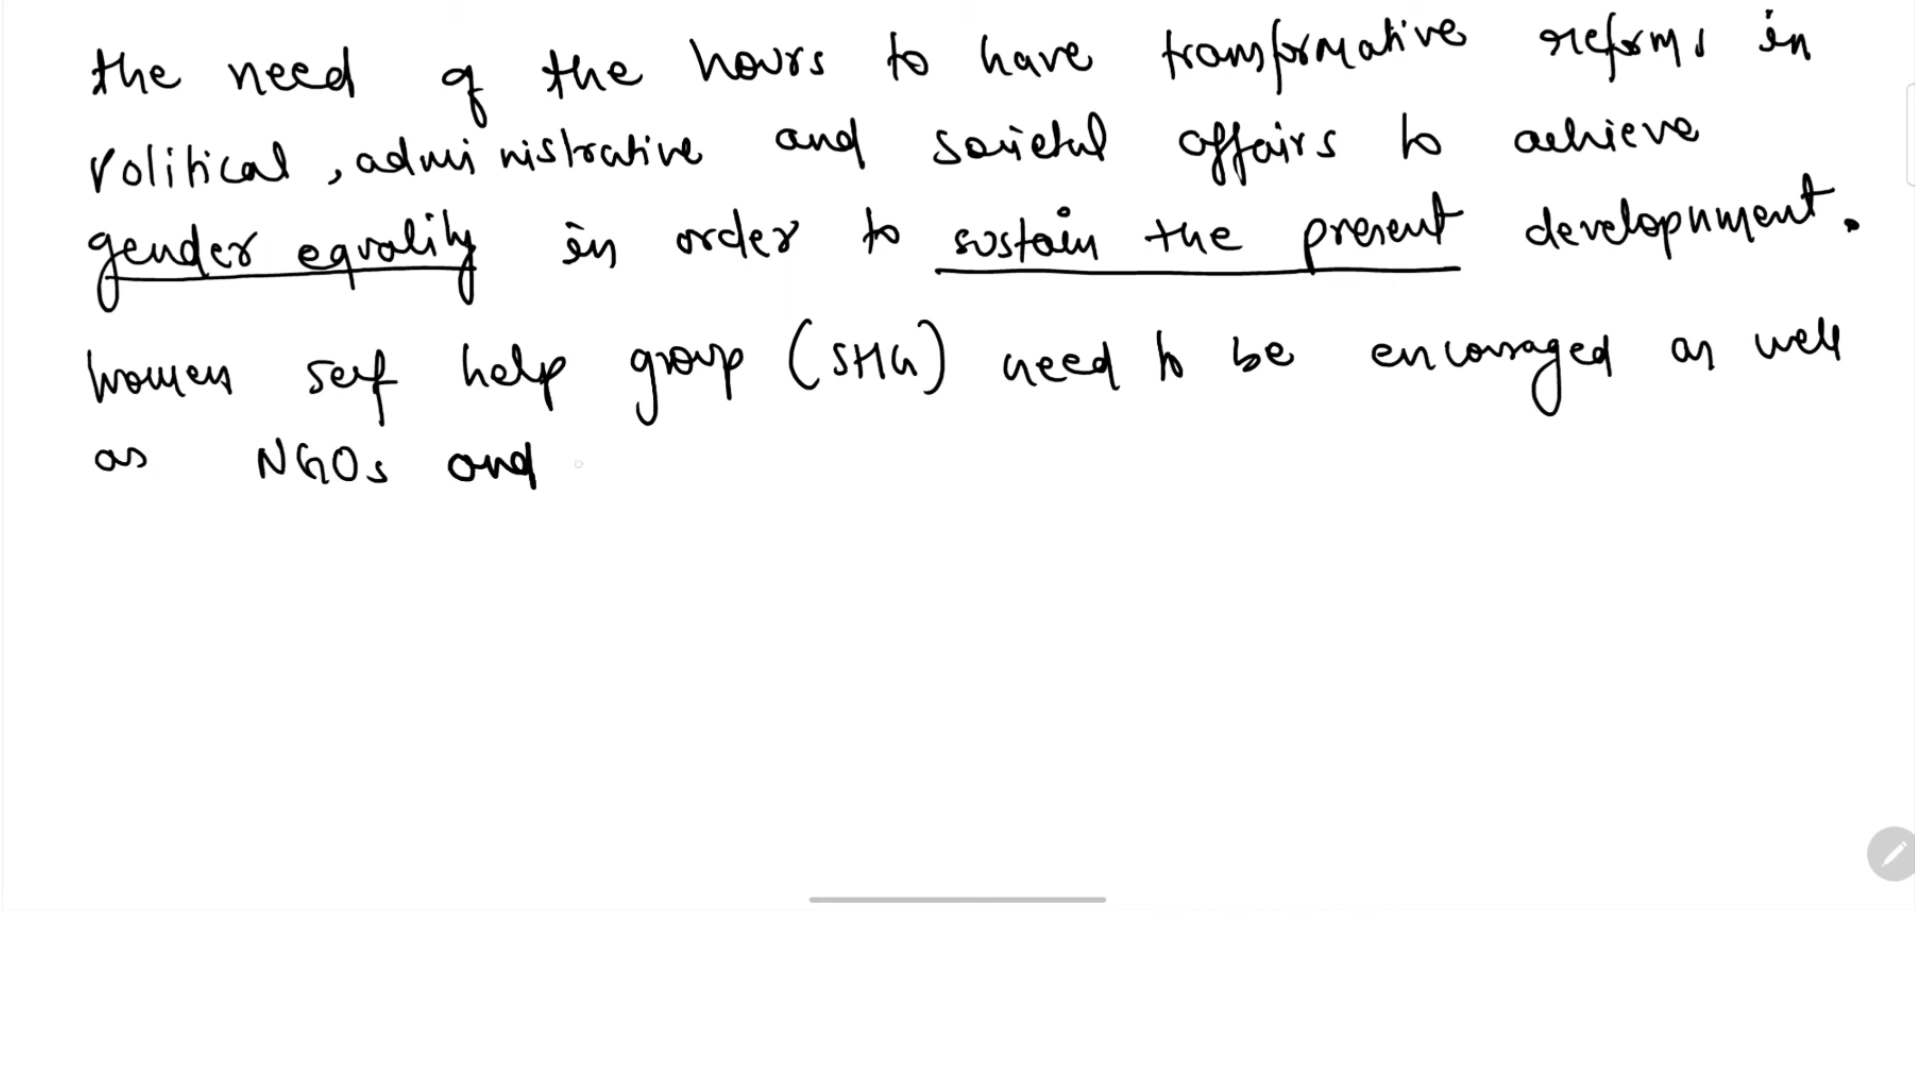 the need of the hours to have transformative reforms in
political, administrative and societal affairs to achieve
gender equality in order to sustain the present development.
women self help group (SHG) need to be encouraged as well
as NGOs and